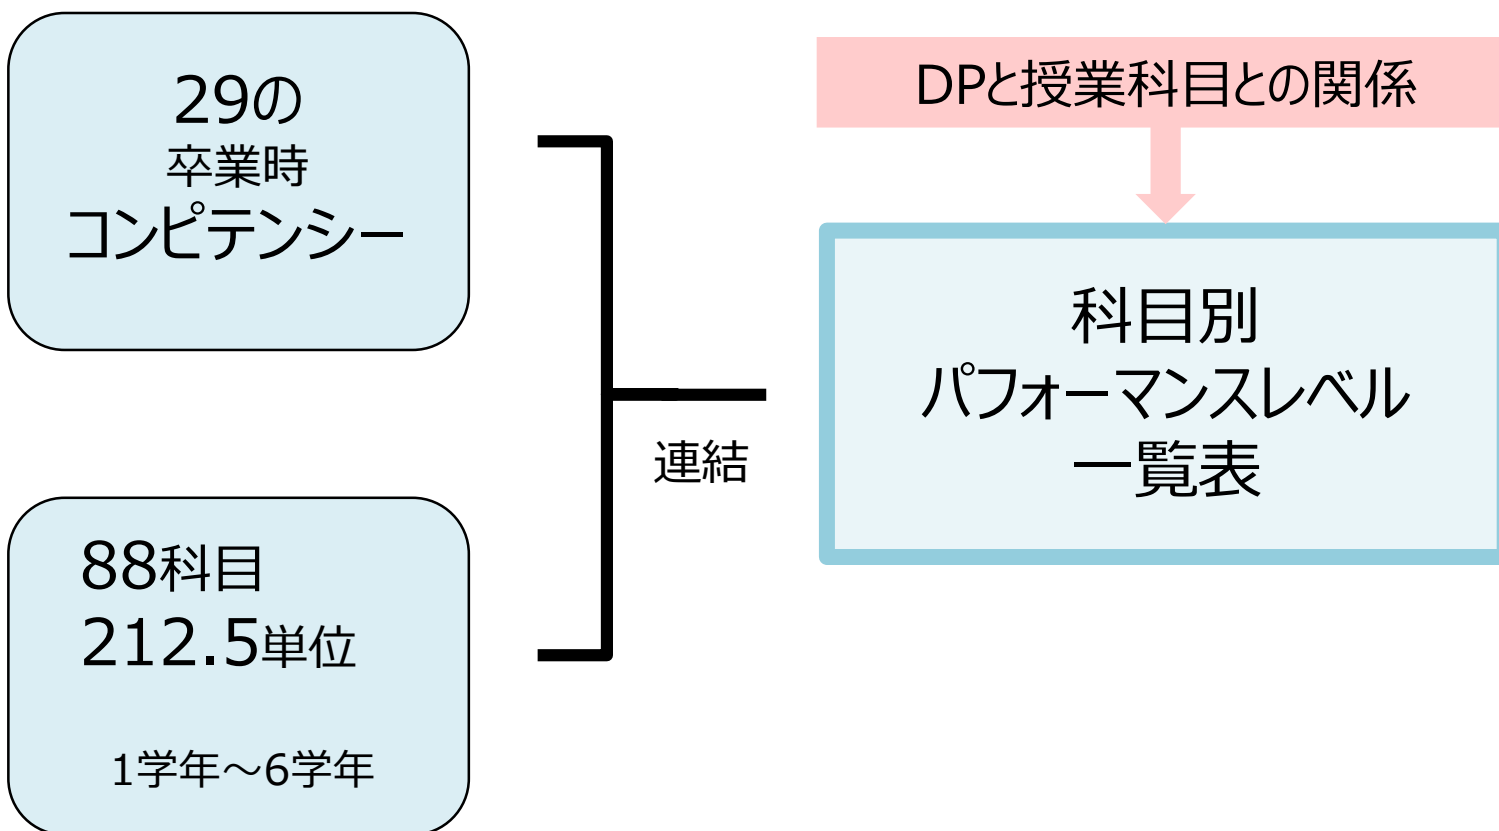 29の
卒業時
コンピテンシー
88科目
212.5単位
1学年～6学年
連結
DPと授業科目との関係
科目別
パフォーマンスレベル
一覧表